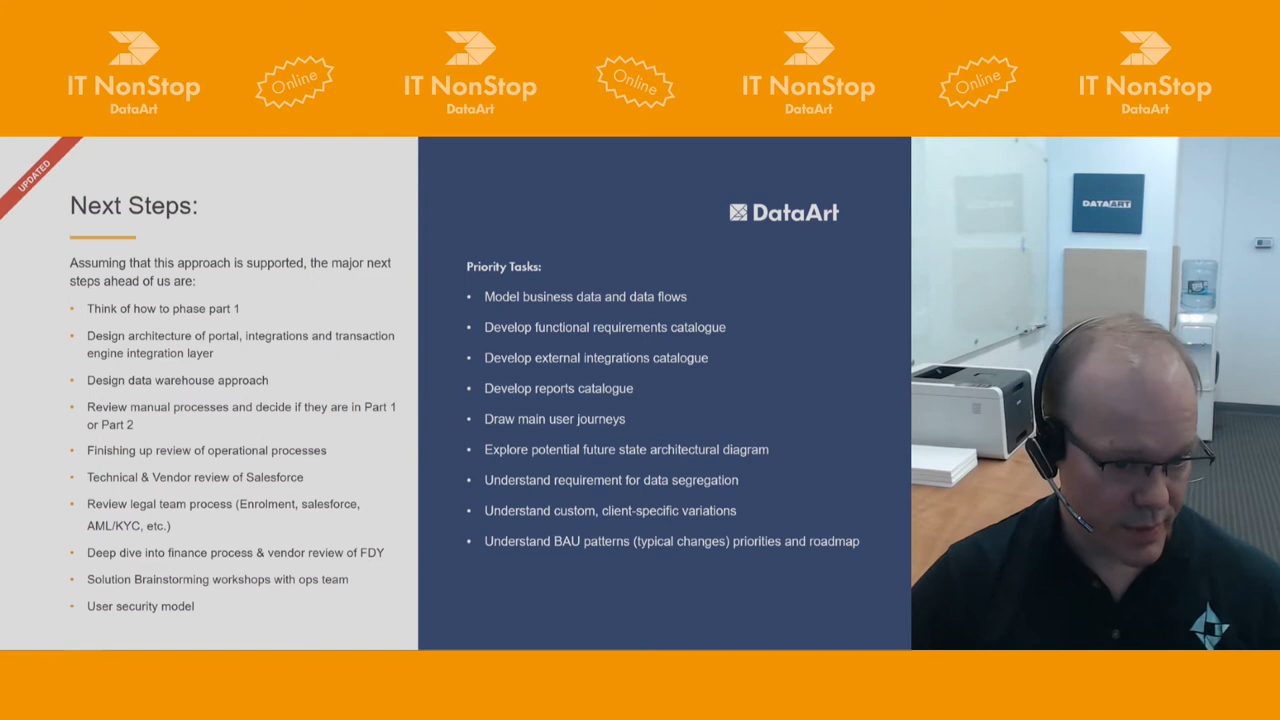 IT NonStop
DataArt
Online
IT NonStop
DataArt
Online
IT NonStop
DataArt
Online
IT NonStop
DataArt
UPDATED
Next Steps:
Assuming that this approach is supported, the major next
steps ahead of us are:
• Think of how to phase part 1
• Design architecture of portal, integrations and transaction
engine integration layer
• Design data warehouse approach
• Review manual processes and decide if they are in Part 1
or Part 2
• Finishing up review of operational processes
• Technical & Vendor review of Salesforce
• Review legal team process (Enrolment, salesforce,
AML/KYC, etc.)
• Deep dive into finance process & vendor review of FDY
• Solution Brainstorming workshops with ops team
• User security model
DataArt
Priority Tasks:
• Model business data and data flows
• Develop functional requirements catalogue
• Develop external integrations catalogue
• Develop reports catalogue
• Draw main user journeys
• Explore potential future state architectural diagram
• Understand requirement for data segregation
• Understand custom, client-specific variations
• Understand BAU patterns (typical changes) priorities and roadmap
DATAART